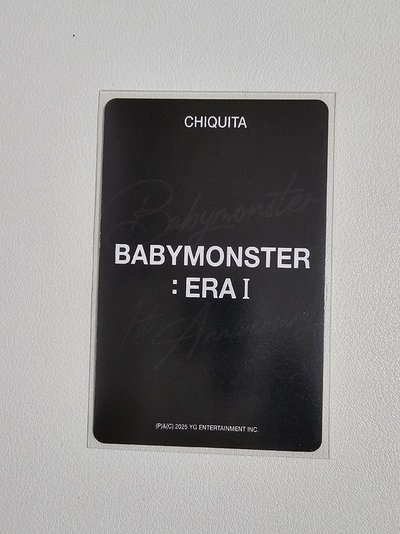 CHIQUITA
Babymonster
BABYMONSTER
: ERA I
1st Anniversary
(P)&(C) 2025 YG ENTERTAINMENT INC.